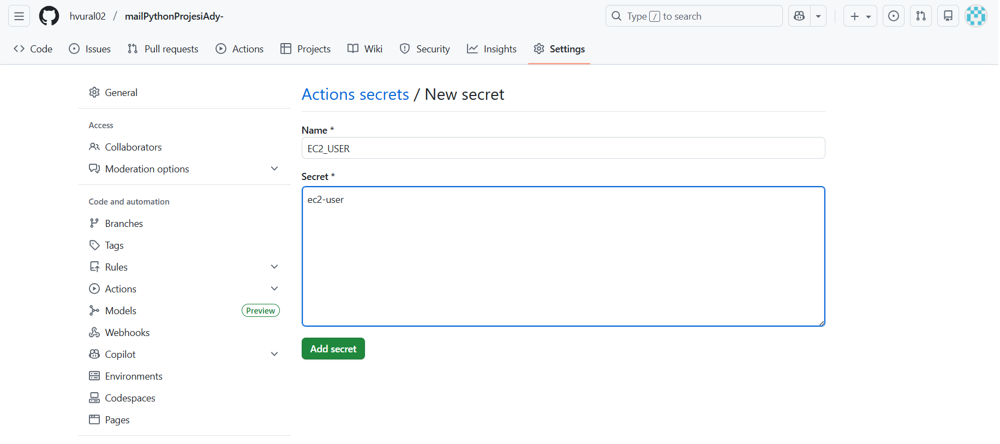 hvural02 / mailPythonProjesiAdy-
Type / to search
Code
Issues
Pull requests
Actions
Projects
Wiki
Security
Insights
Settings
General
Access
Collaborators
Moderation options
Code and automation
Branches
Tags
Rules
Actions
Models Preview
Webhooks
Copilot
Environments
Codespaces
Pages
Actions secrets / New secret
Name *
EC2_USER
Secret *
ec2-user
Add secret